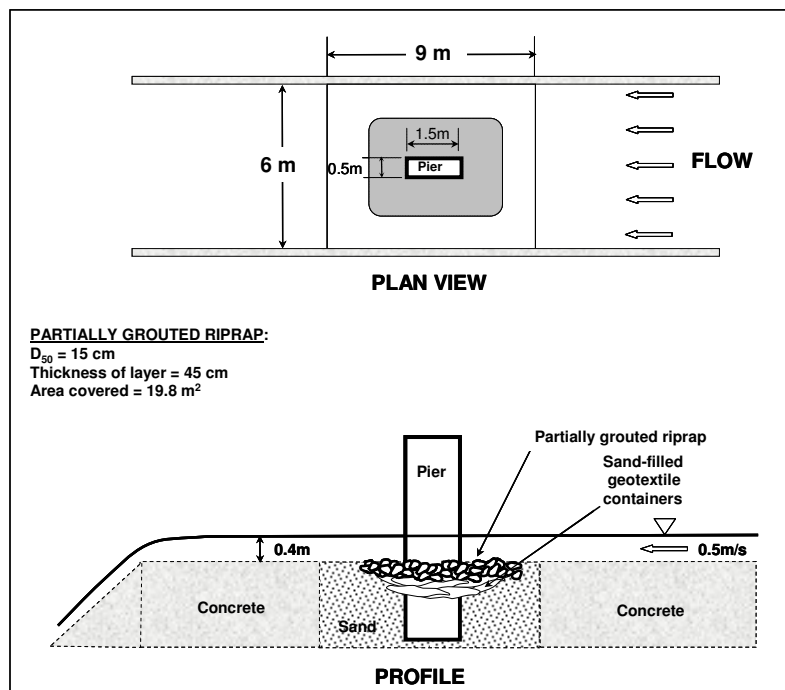 9 m
1.5m
0.5m
Pier
6 m
FLOW
PLAN VIEW
PARTIALLY GROUTED RIPRAP:
D₅₀ = 15 cm
Thickness of layer = 45 cm
Area covered = 19.8 m²
Partially grouted riprap
Sand-filled
geotextile
containers
Pier
0.4m
0.5m/s
Concrete
Sand
Concrete
PROFILE